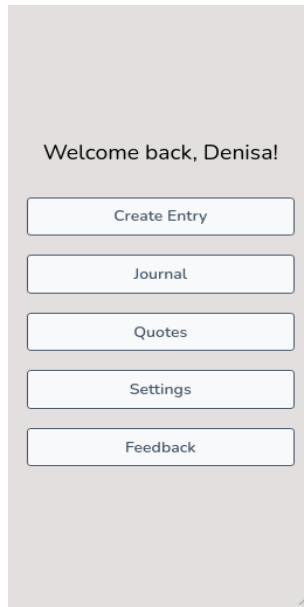 Welcome back, Denisa!
Create Entry
Journal
Quotes
Settings
Feedback